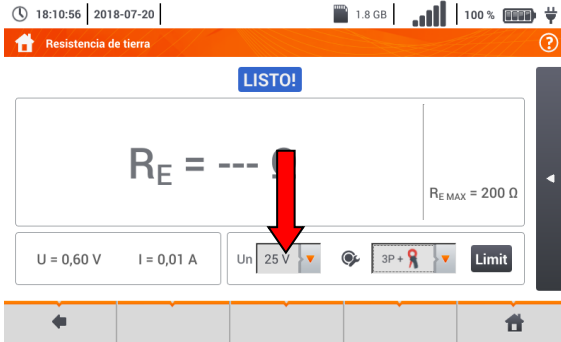 18:10:56 2018-07-20 1.8 GB 100 %
Resistencia de tierra ?
LISTO!
RE = ---
RE MAX = 200 Ω
U = 0,60 V I = 0,01 A Un 25 V 3P + Limit